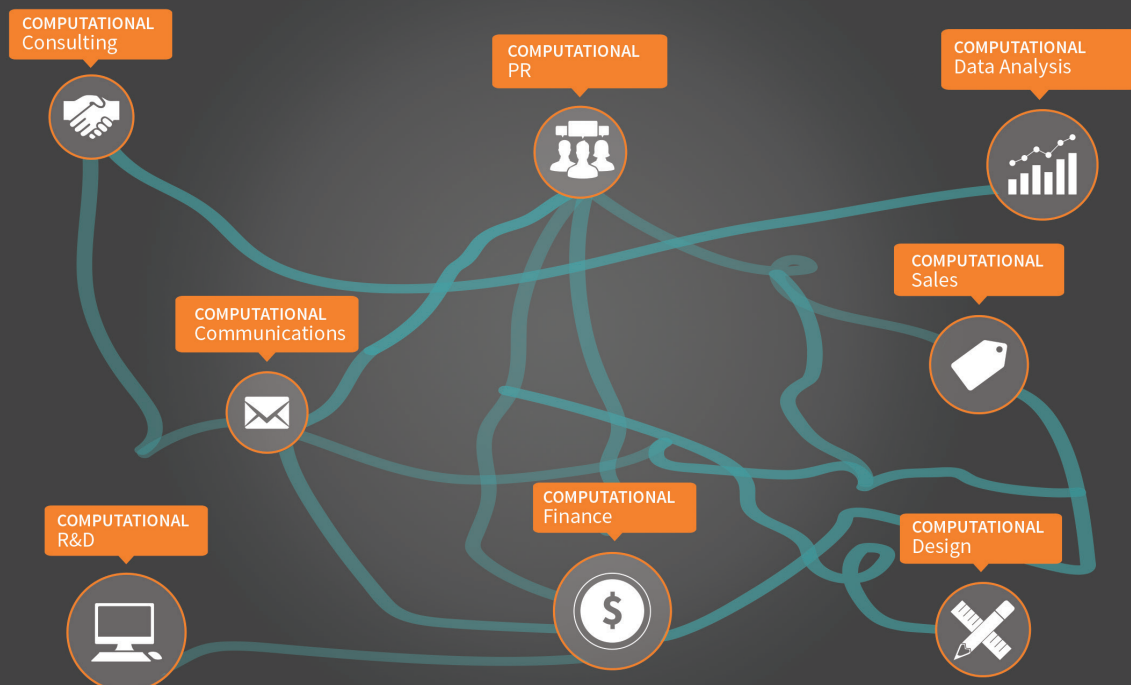 COMPUTATIONAL
Consulting
COMPUTATIONAL
PR
COMPUTATIONAL
Data Analysis
COMPUTATIONAL
Sales
COMPUTATIONAL
Communications
COMPUTATIONAL
Finance
COMPUTATIONAL
R&D
COMPUTATIONAL
Design
$